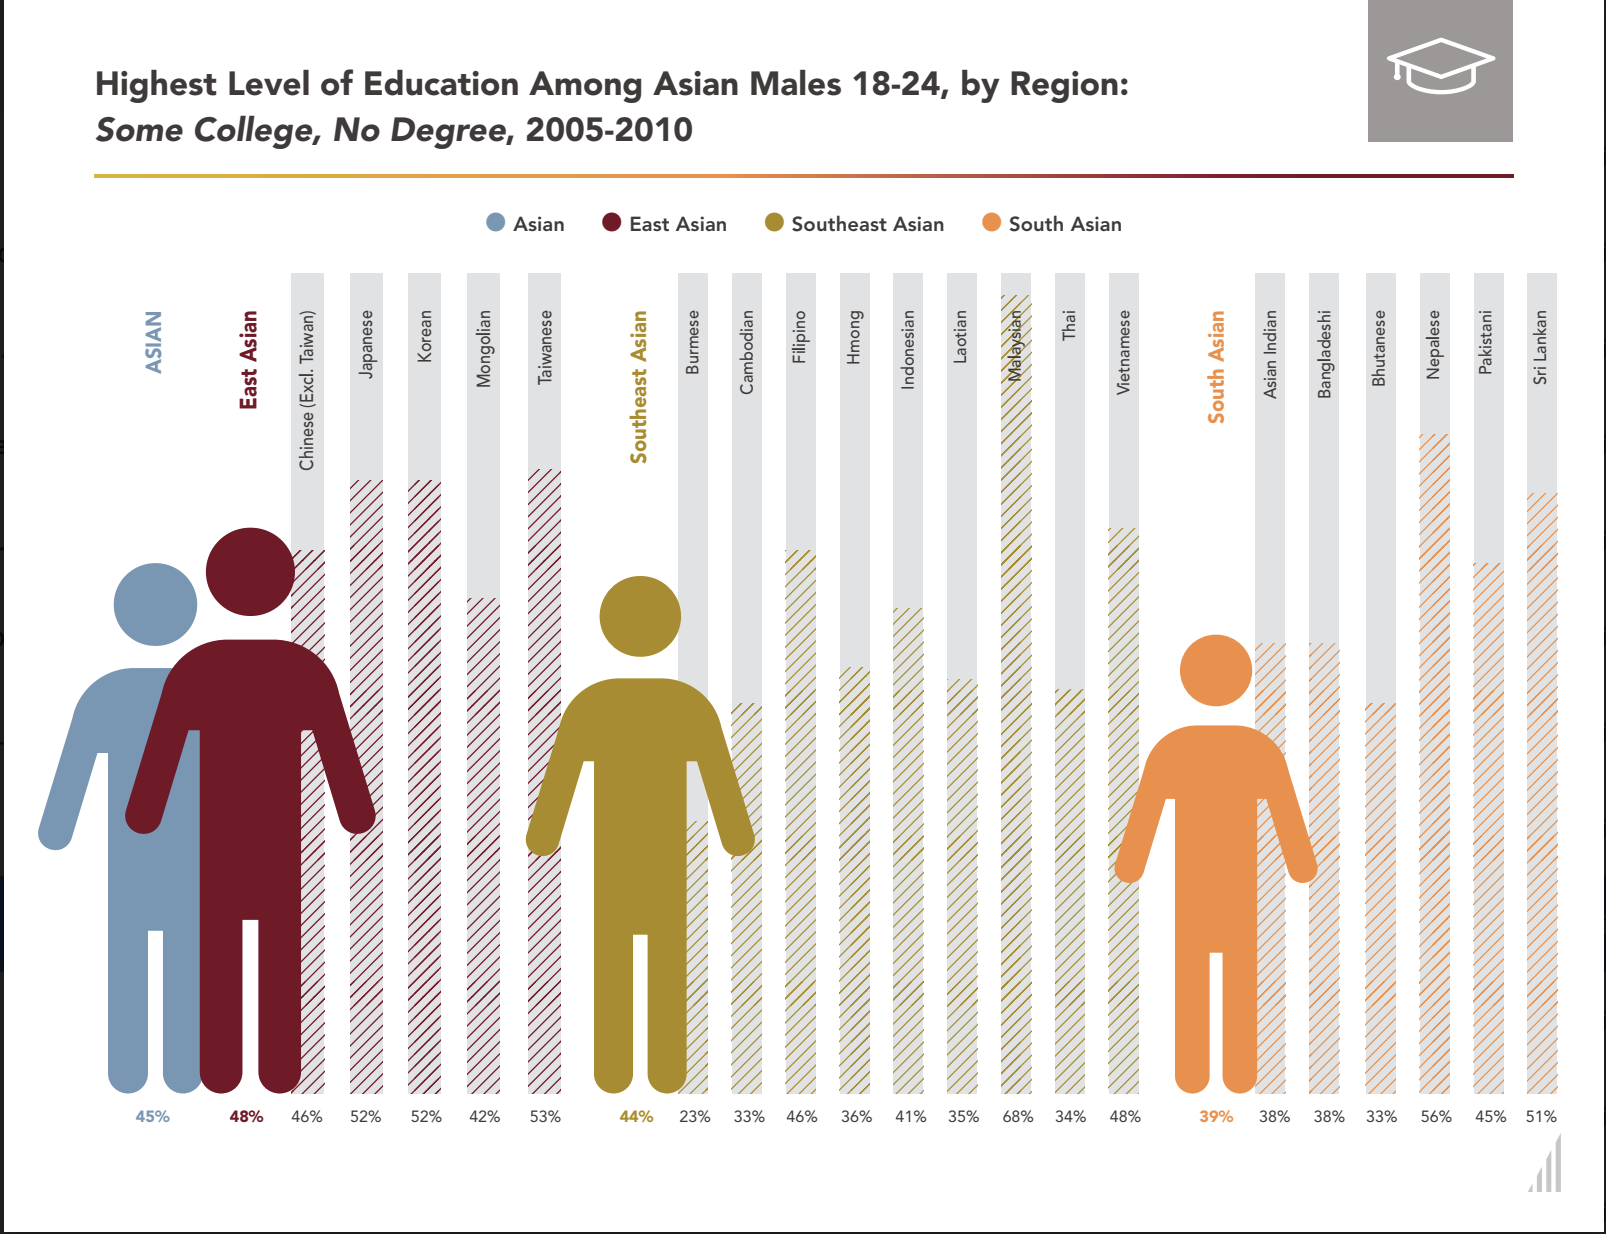 Highest Level of Education Among Asian Males 18-24, by Region:
Some College, No Degree, 2005-2010
Asian
East Asian
Southeast Asian
South Asian
ASIAN
East Asian
Chinese (Excl. Taiwan)
Japanese
Korean
Mongolian
Taiwanese
Southeast Asian
Burmese
Cambodian
Filipino
Hmong
Indonesian
Laotian
Malaysian
Thai
Vietnamese
South Asian
Asian Indian
Bangladeshi
Bhutanese
Nepalese
Pakistani
Sri Lankan
45% 48% 46% 52% 52% 42% 53% 44% 23% 33% 46% 36% 41% 35% 68% 34% 48% 39% 38% 38% 33% 56% 45% 51%